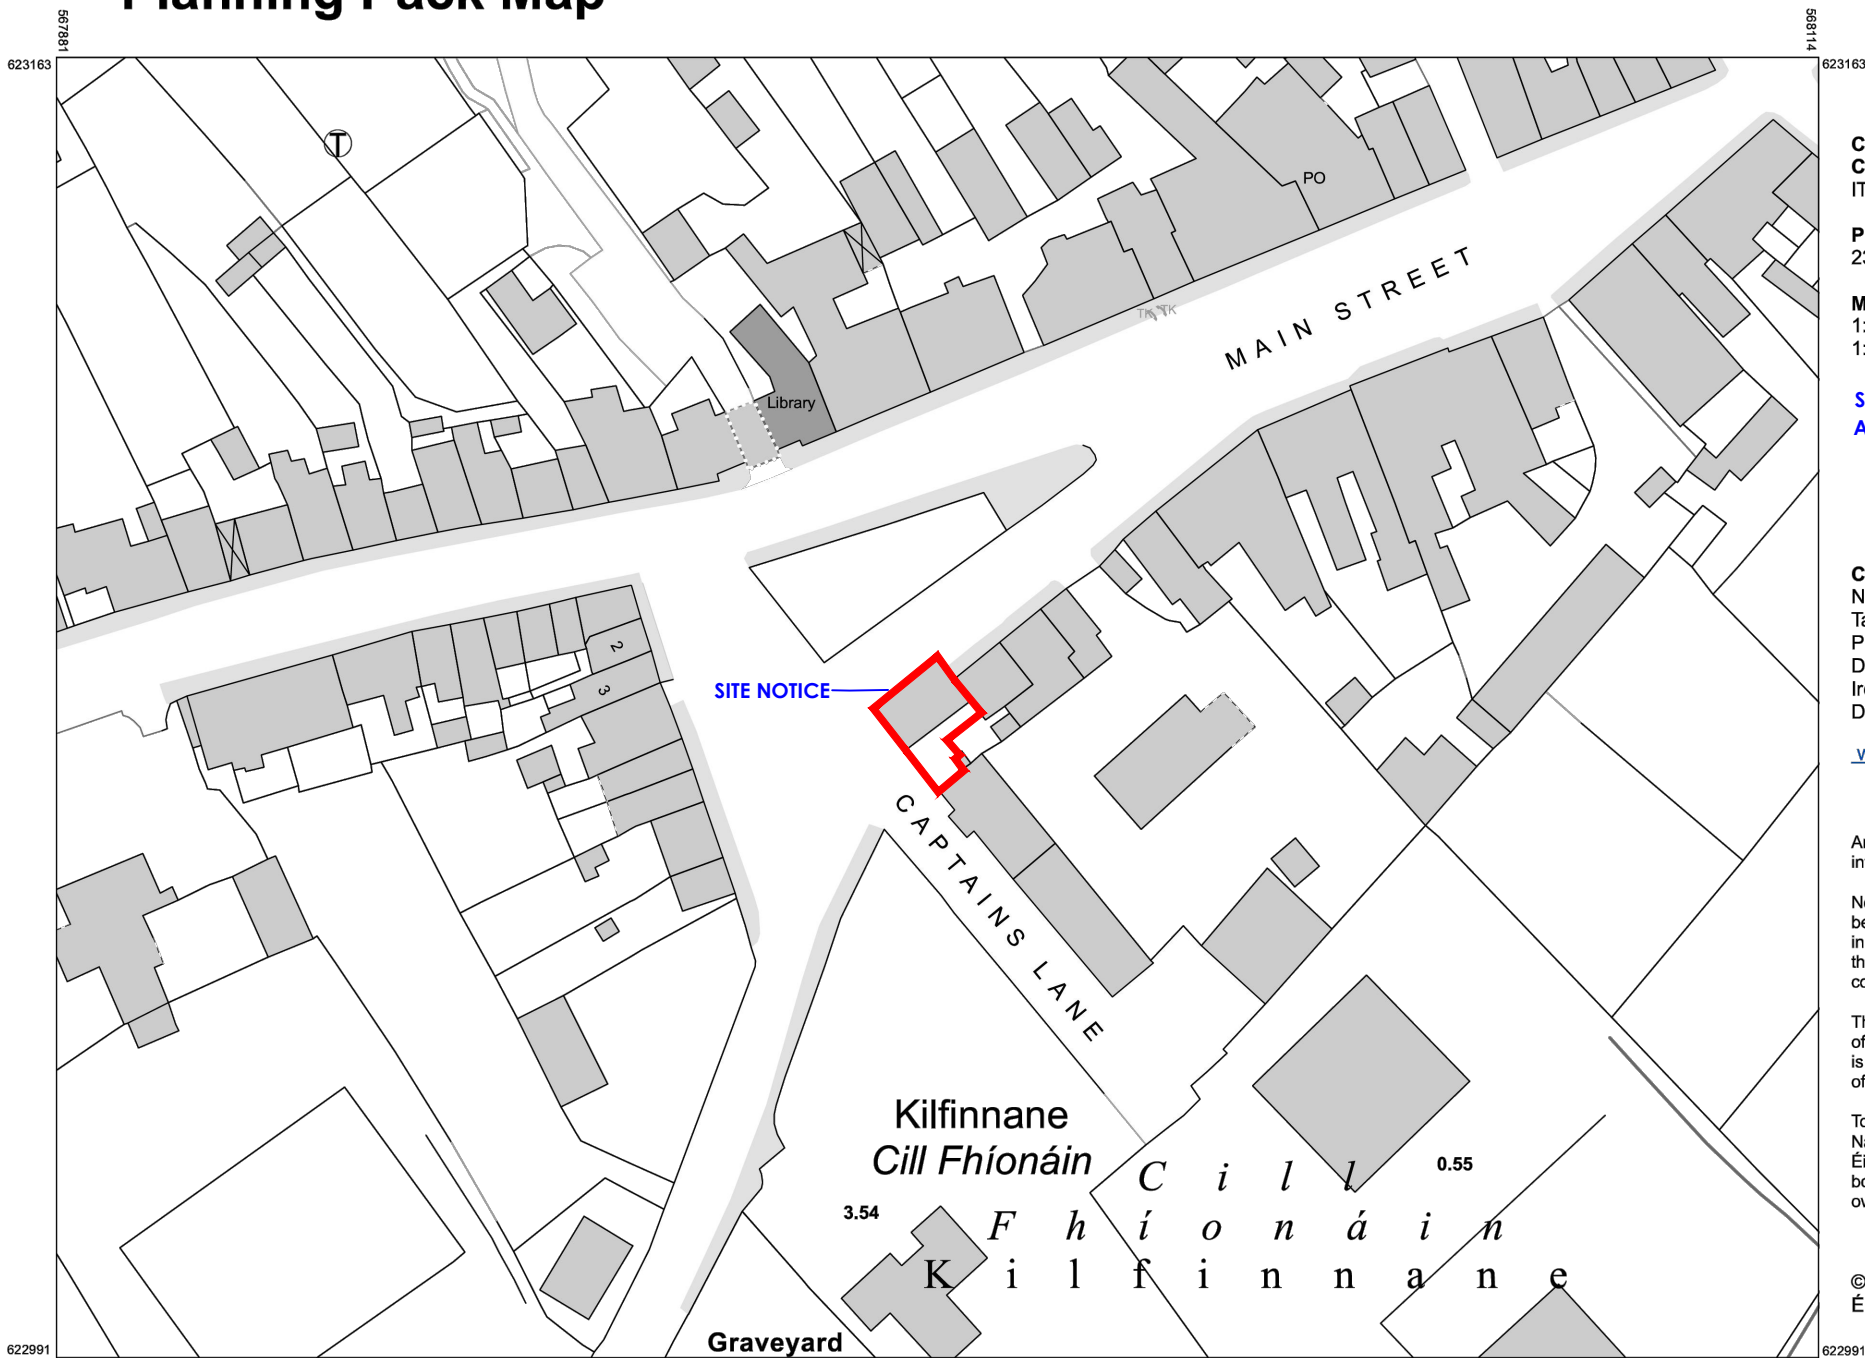 Planning Pack Map
567881
568114
623163
623163
T
PO
MAIN STREET
TK TK
Library
2
3
SITE NOTICE
CAPTAINS LANE
Kilfinnane
Cill Fhíonáin
Cill
0.55
3.54
Fhíonáin
Kilfinnane
Graveyard
622991
622991